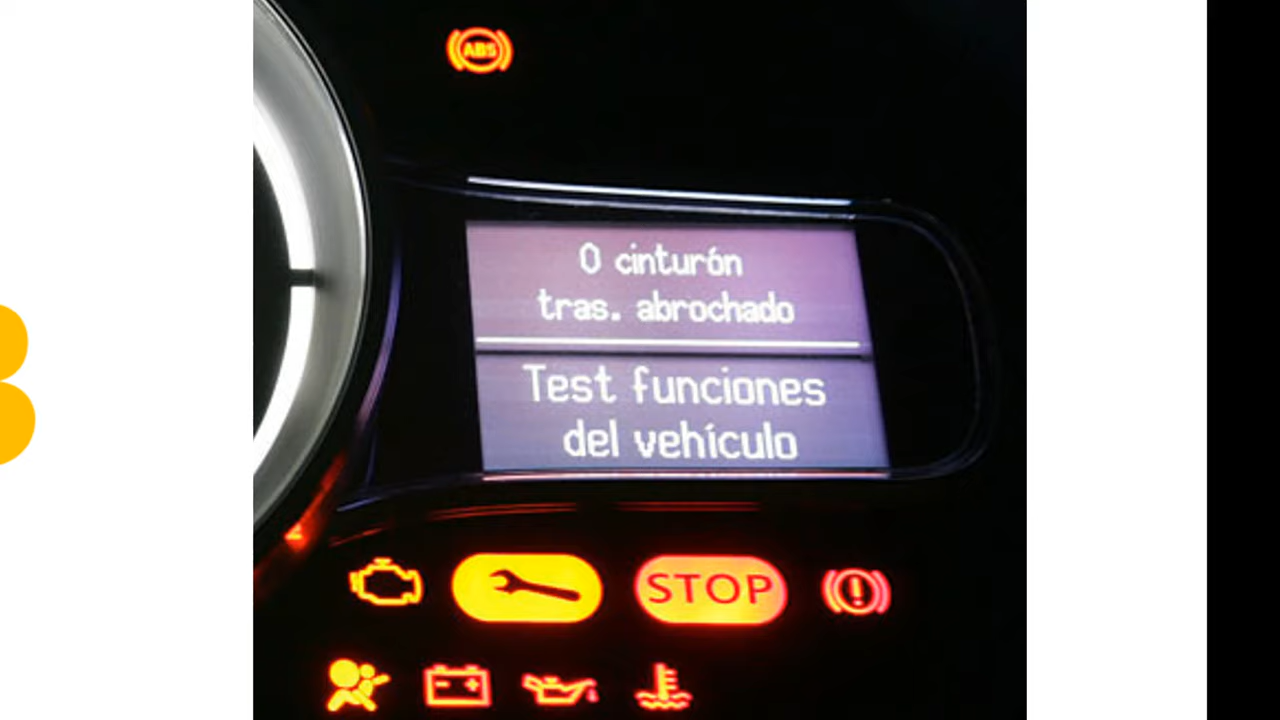 ABS
0 cinturón
tras. abrochado
Test funciones
del vehículo
STOP